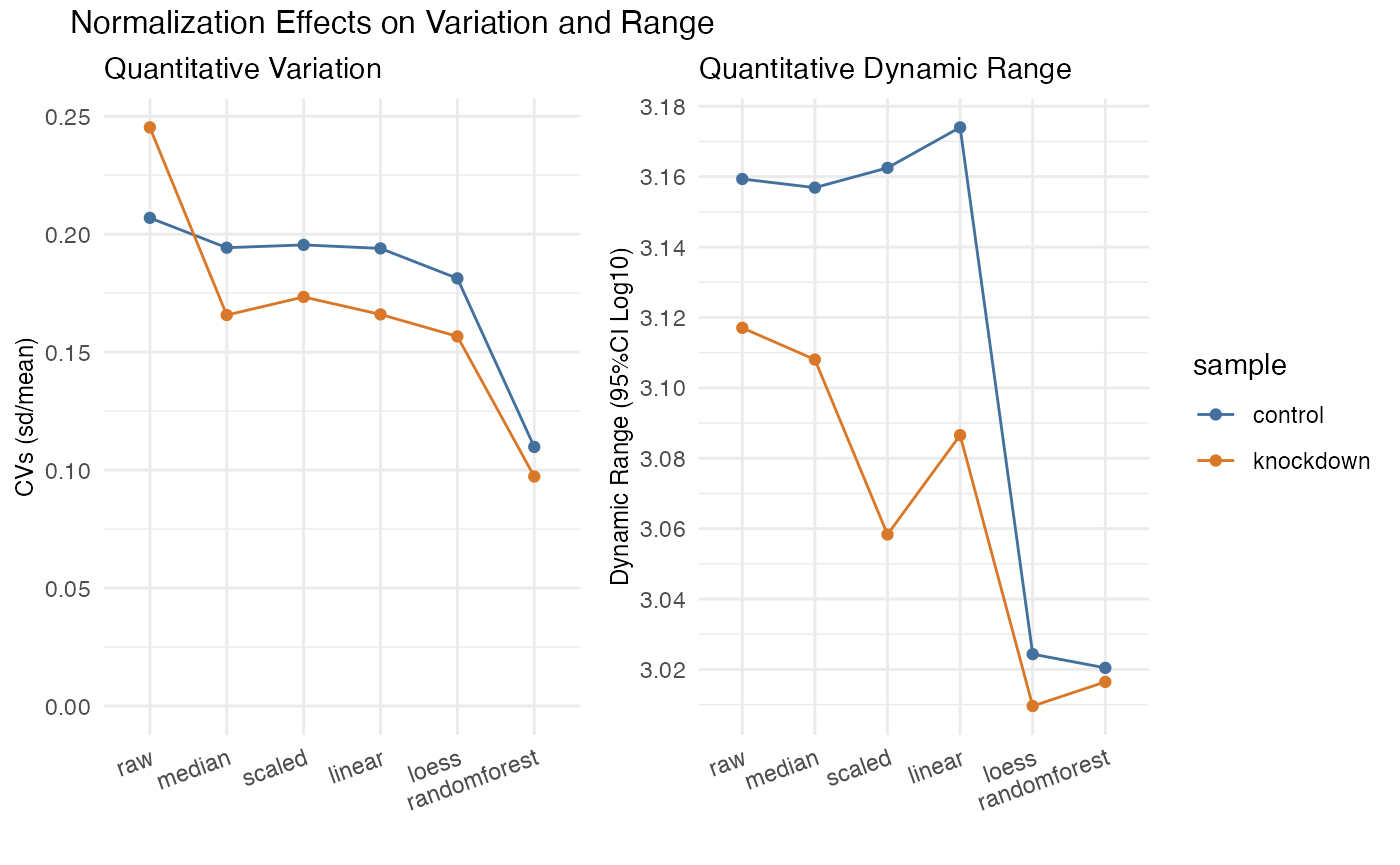 Normalization Effects on Variation and Range
Quantitative Variation
CVs (sd/mean)
0.25
0.20
0.15
0.10
0.05
0.00
raw
median
scaled
linear
loess
randomforest
Quantitative Dynamic Range
Dynamic Range (95%CI Log10)
3.18
3.16
3.14
3.12
3.10
3.08
3.06
3.04
3.02
raw
median
scaled
linear
loess
randomforest
sample
control
knockdown